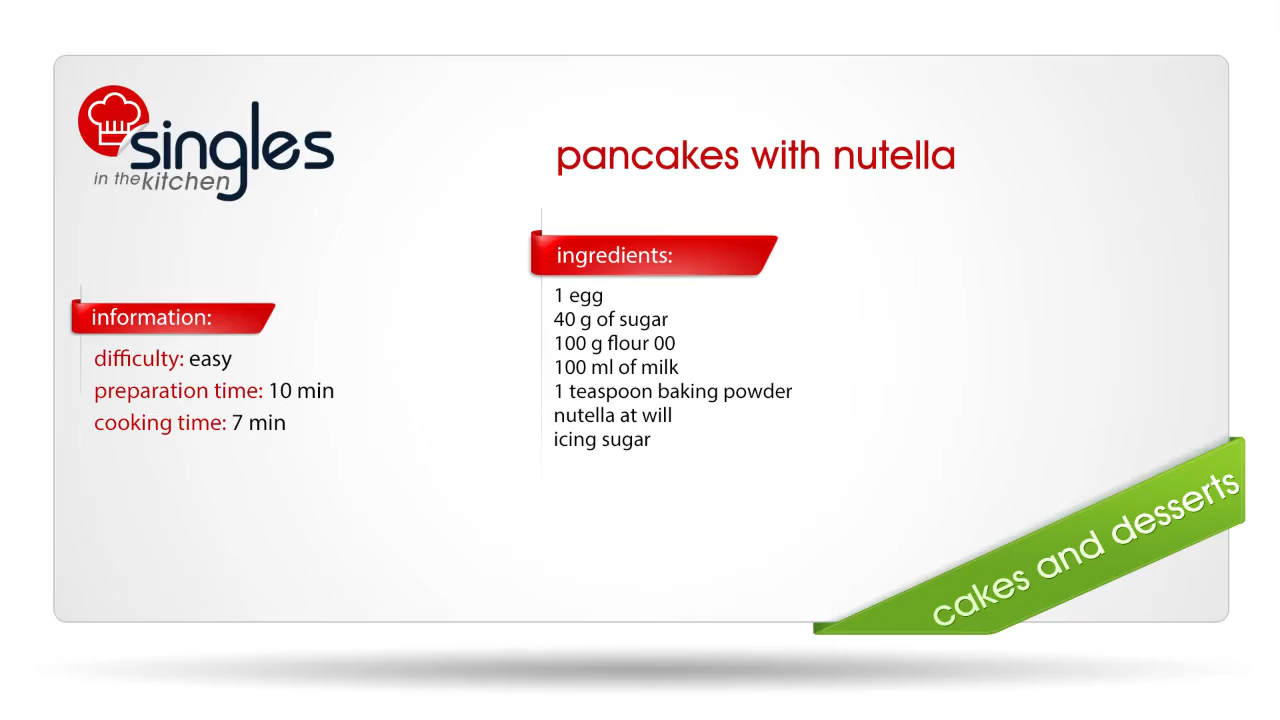 singles
in the kitchen
pancakes with nutella
information:
difficulty: easy
preparation time: 10 min
cooking time: 7 min
ingredients:
1 egg
40 g of sugar
100 g flour 00
100 ml of milk
1 teaspoon baking powder
nutella at will
icing sugar
cakes and desserts